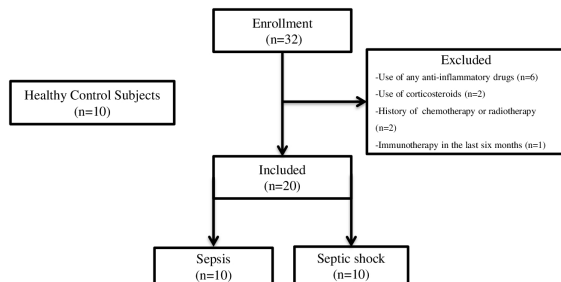 Enrollment
(n=32)
Excluded
-Use of any anti-inflammatory drugs (n=6)
-Use of corticosteroids (n=2)
-History of chemotherapy or radiotherapy
(n=2)
-Immunotherapy in the last six months (n=1)
Healthy Control Subjects
(n=10)
Included
(n=20)
Sepsis
(n=10)
Septic shock
(n=10)